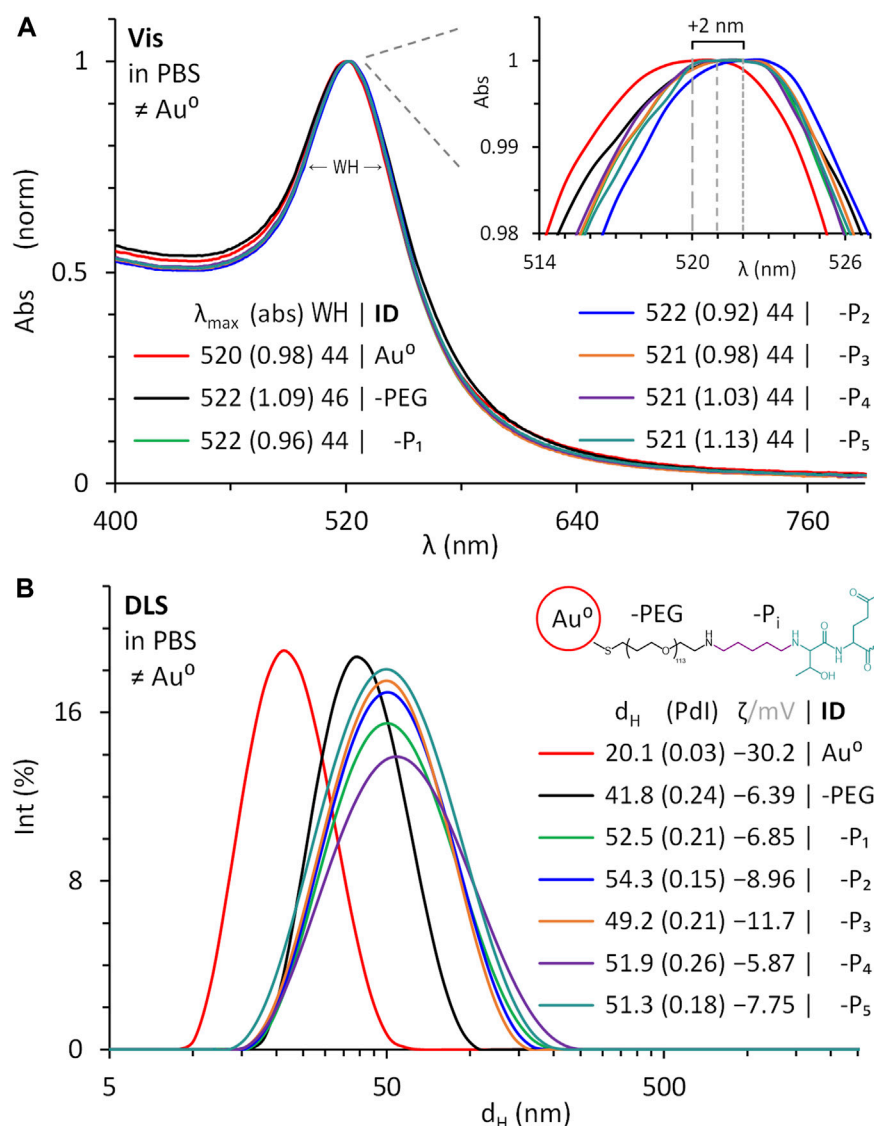 A
Vis
in PBS
≠ Au⁰
Abs (norm)
1
0.5
0
400
520
640
760
λ (nm)
← WH →
+2 nm
Abs
1
0.99
0.98
514
520
λ (nm)
526
λmax (abs) WH | ID
520 (0.98) 44 | Au⁰
522 (1.09) 46 | -PEG
522 (0.96) 44 | -P₁
522 (0.92) 44 | -P₂
521 (0.98) 44 | -P₃
521 (1.03) 44 | -P₄
521 (1.13) 44 | -P₅
B
DLS
in PBS
≠ Au⁰
Int (%)
16
8
0
5
50
500
dH (nm)
Au⁰ -PEG -Pi
S O 113 H N H N O N H O O OH
dH (PdI) ζ/mV | ID
20.1 (0.03) −30.2 | Au⁰
41.8 (0.24) −6.39 | -PEG
52.5 (0.21) −6.85 | -P₁
54.3 (0.15) −8.96 | -P₂
49.2 (0.21) −11.7 | -P₃
51.9 (0.26) −5.87 | -P₄
51.3 (0.18) −7.75 | -P₅